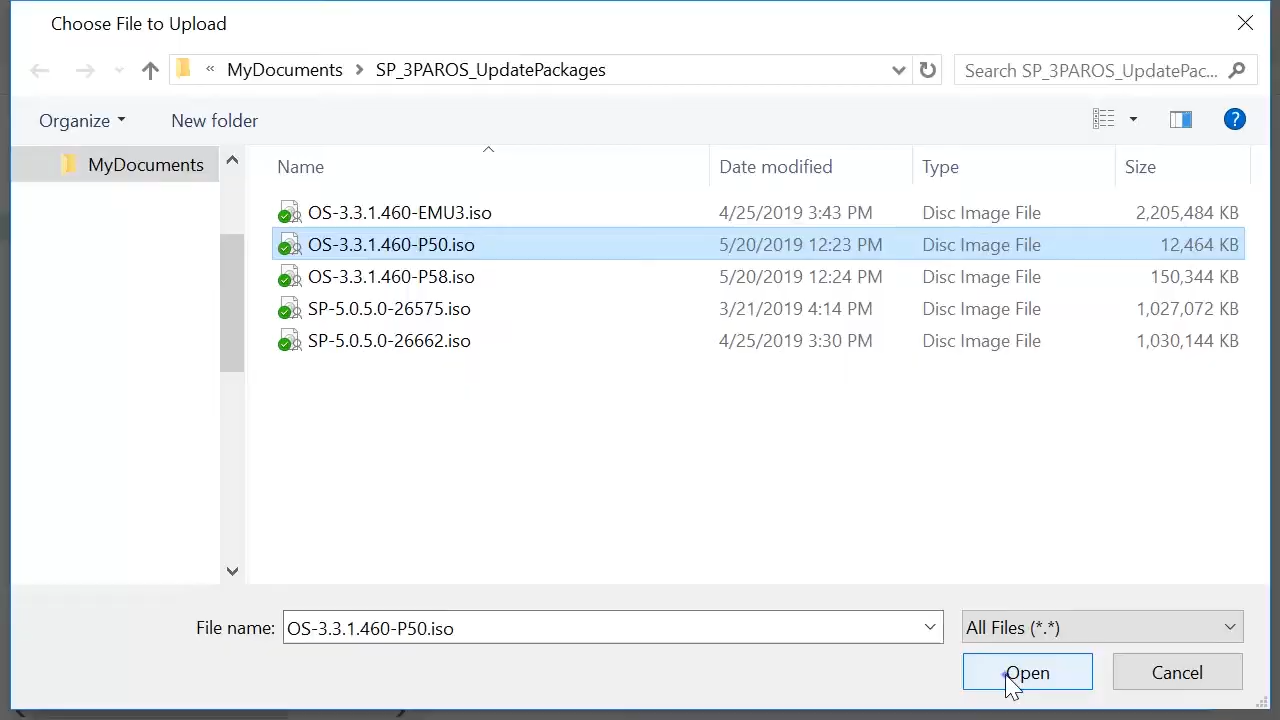 Choose File to Upload
« MyDocuments > SP_3PAROS_UpdatePackages
Search SP_3PAROS_UpdatePac...
Organize New folder ?
MyDocuments
Name Date modified Type Size
OS-3.3.1.460-EMU3.iso 4/25/2019 3:43 PM Disc Image File 2,205,484 KB
OS-3.3.1.460-P50.iso 5/20/2019 12:23 PM Disc Image File 12,464 KB
OS-3.3.1.460-P58.iso 5/20/2019 12:24 PM Disc Image File 150,344 KB
SP-5.0.5.0-26575.iso 3/21/2019 4:14 PM Disc Image File 1,027,072 KB
SP-5.0.5.0-26662.iso 4/25/2019 3:30 PM Disc Image File 1,030,144 KB
File name: OS-3.3.1.460-P50.iso All Files (*.*)
Open Cancel